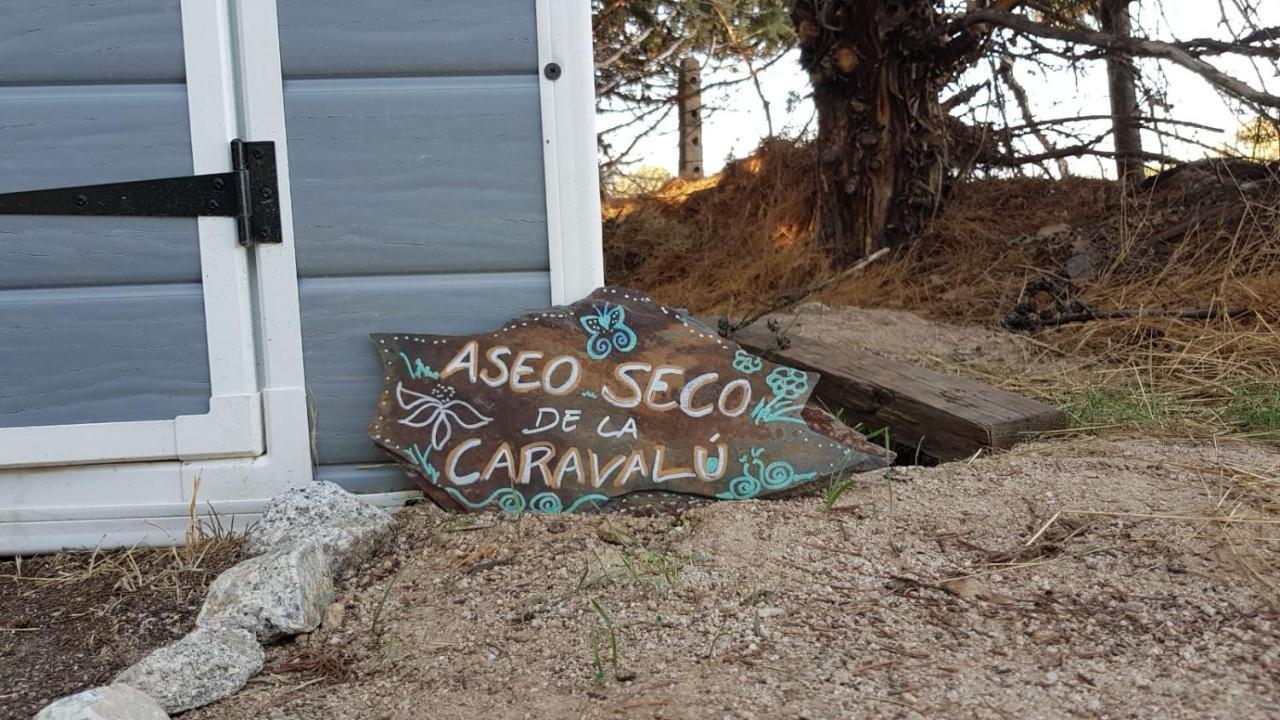 ASEO SECO
DE LA
CARAVALÚ